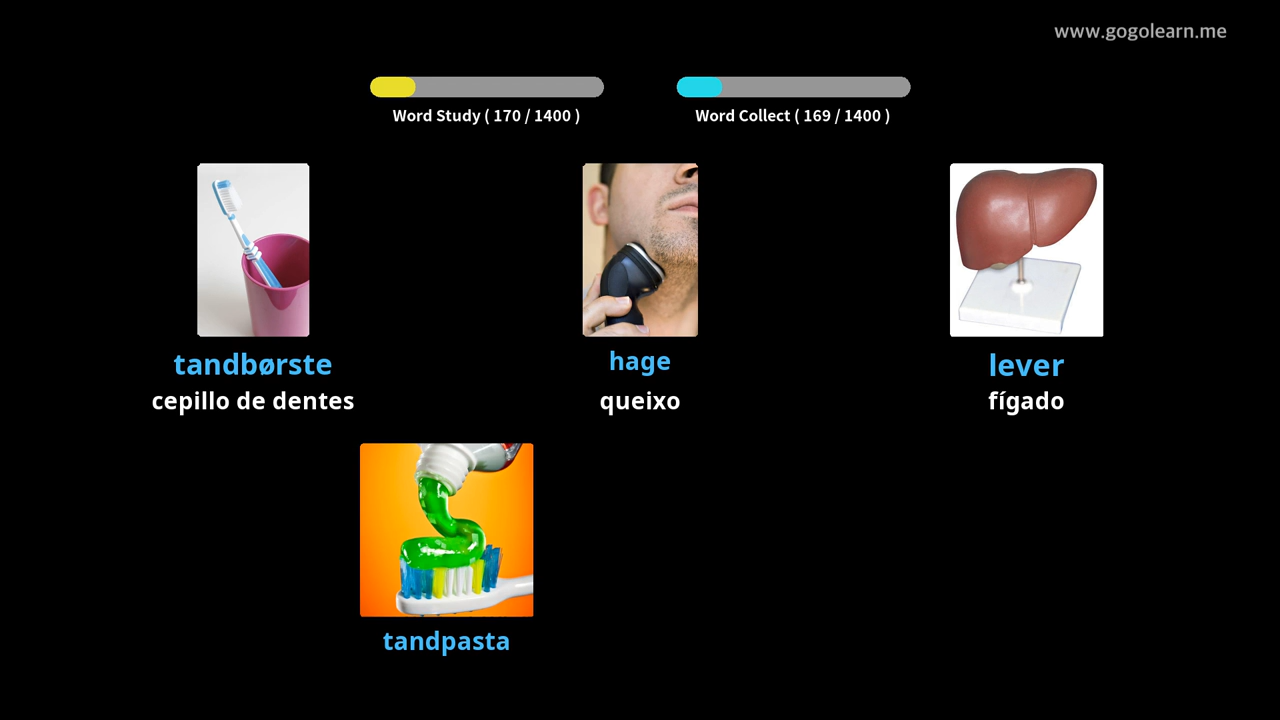 www.gogolearn.me
Word Study ( 170 / 1400 )
Word Collect ( 169 / 1400 )
tandbørste
cepillo de dentes
hage
queixo
lever
fígado
tandpasta